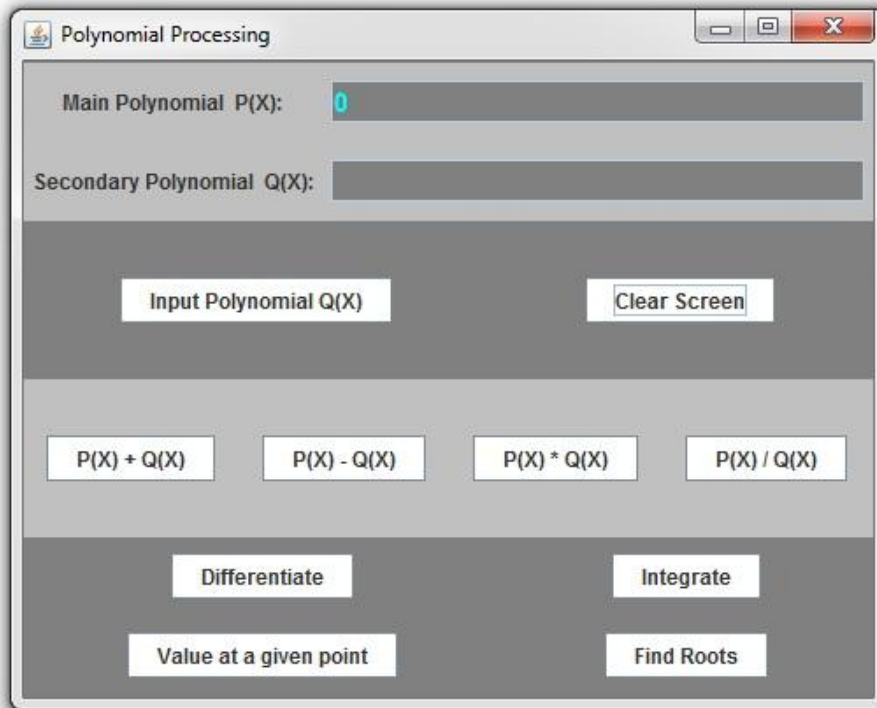 Polynomial Processing
Main Polynomial P(X):
0
Secondary Polynomial Q(X):
Input Polynomial Q(X)
Clear Screen
P(X) + Q(X)
P(X) - Q(X)
P(X) * Q(X)
P(X) / Q(X)
Differentiate
Integrate
Value at a given point
Find Roots